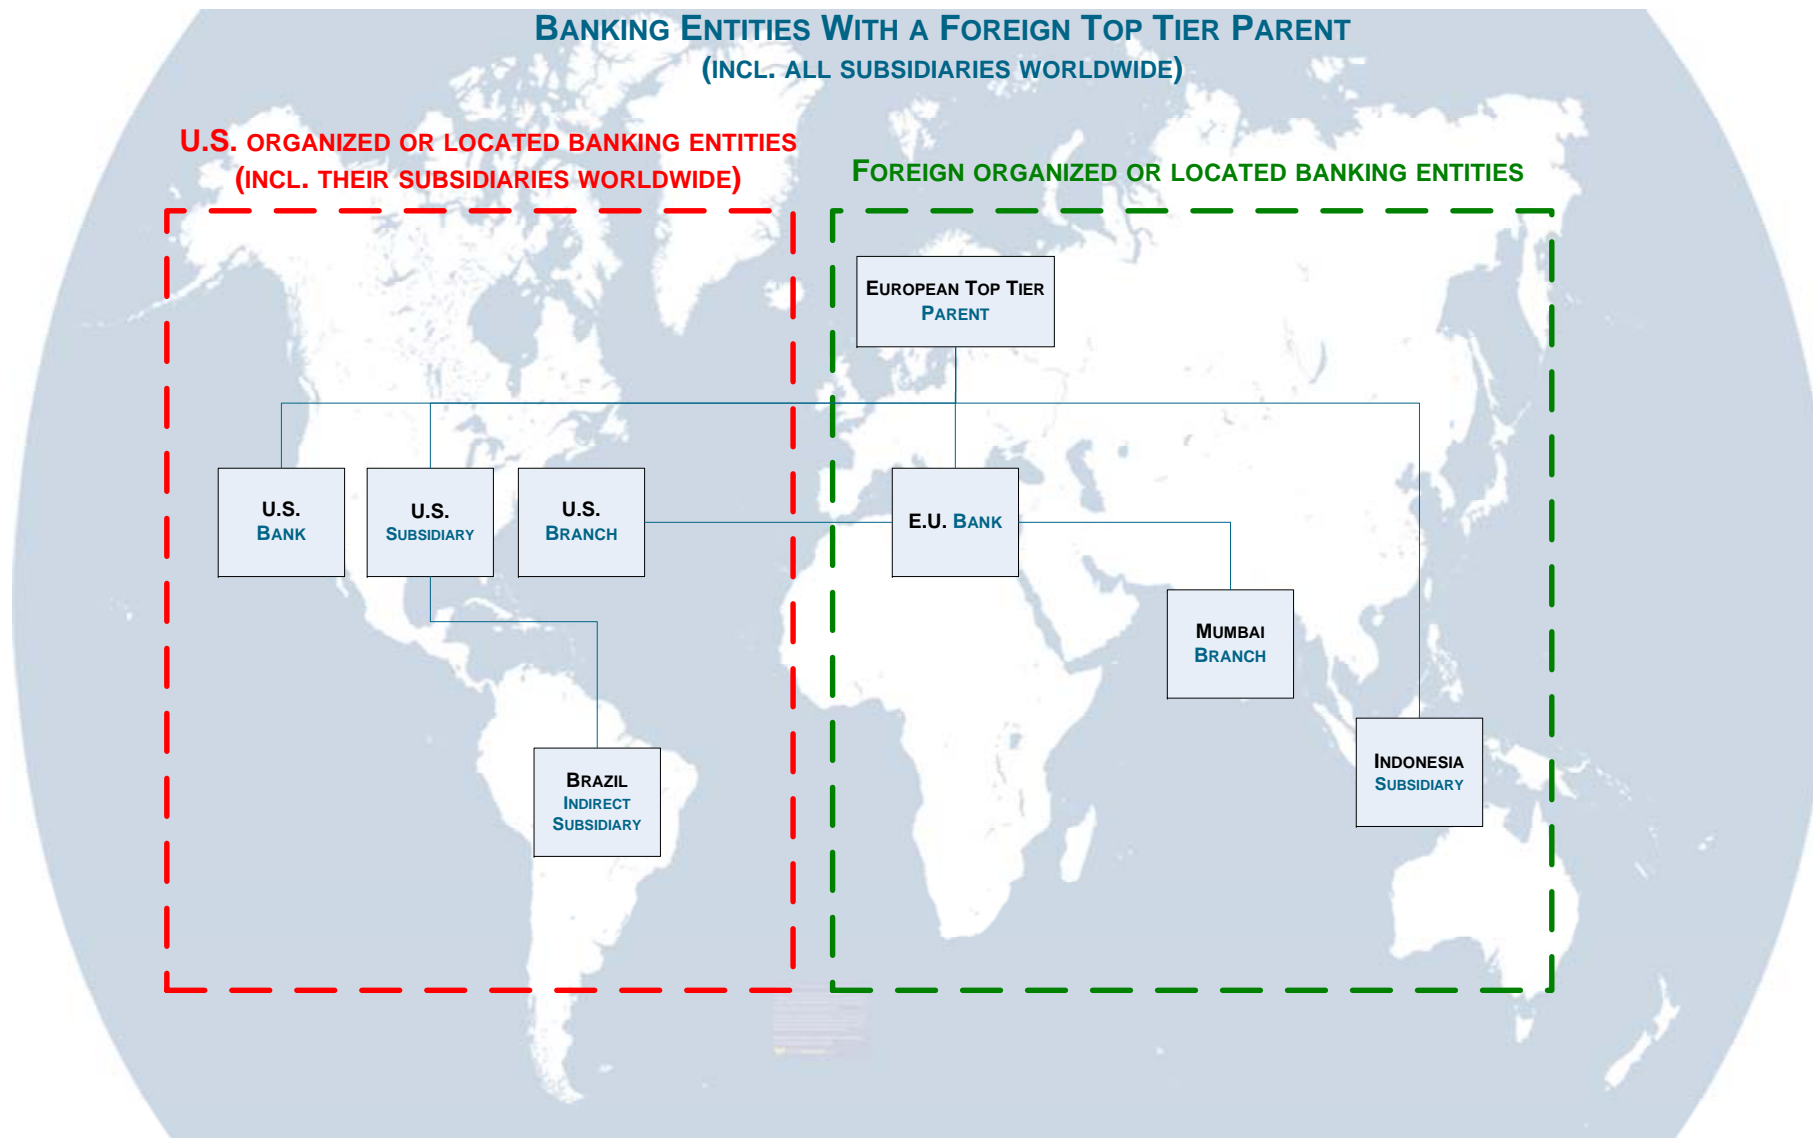 BANKING ENTITIES WITH A FOREIGN TOP TIER PARENT
(INCL. ALL SUBSIDIARIES WORLDWIDE)
U.S. ORGANIZED OR LOCATED BANKING ENTITIES
(INCL. THEIR SUBSIDIARIES WORLDWIDE)
FOREIGN ORGANIZED OR LOCATED BANKING ENTITIES
EUROPEAN TOP TIER
PARENT
U.S.
BANK
U.S.
SUBSIDIARY
U.S.
BRANCH
E.U. BANK
MUMBAI
BRANCH
BRAZIL
INDIRECT
SUBSIDIARY
INDONESIA
SUBSIDIARY